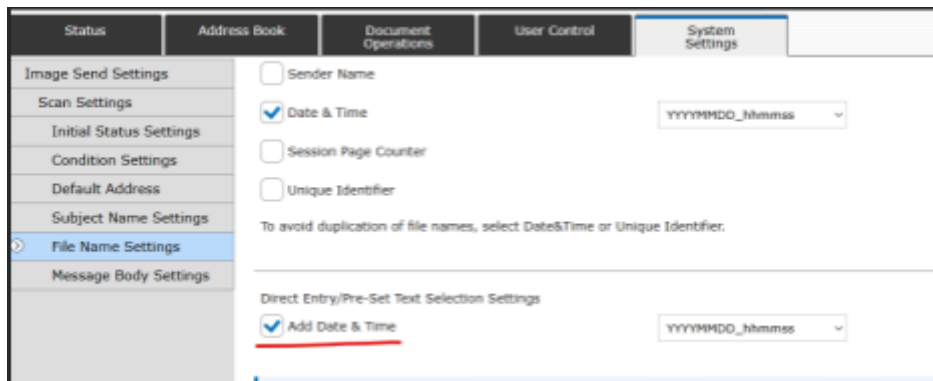 Status
Address Book
Document
Operations
User Control
System
Settings
Image Send Settings
Scan Settings
Initial Status Settings
Condition Settings
Default Address
Subject Name Settings
File Name Settings
Message Body Settings
Sender Name
Date & Time
YYYYMMDD_hhmmss
Session Page Counter
Unique Identifier
To avoid duplication of file names, select Date&Time or Unique Identifier.
Direct Entry/Pre-Set Text Selection Settings
Add Date & Time
YYYYMMDD_hhmmss